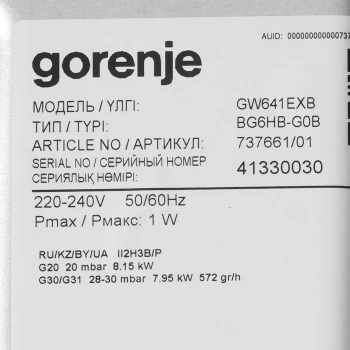 AUID: 000000000000737
gorenje
МОДЕЛЬ / ҮЛГІ: GW641EXB
ТИП / TYPI: BG6HB-G0B
ARTICLE NO / АРТИКУЛ: 737661/01
SERIAL NO / СЕРИЙНЫЙ НОМЕР
СЕРИЯЛЫҚ НӨМІРІ: 41330030
220-240V 50/60Hz
Pmax / Рмакс: 1 W
RU/KZ/BY/UA II2H3B/P
G20 20 mbar 8.15 kW
G30/G31 28-30 mbar 7.95 kW 572 gr/h